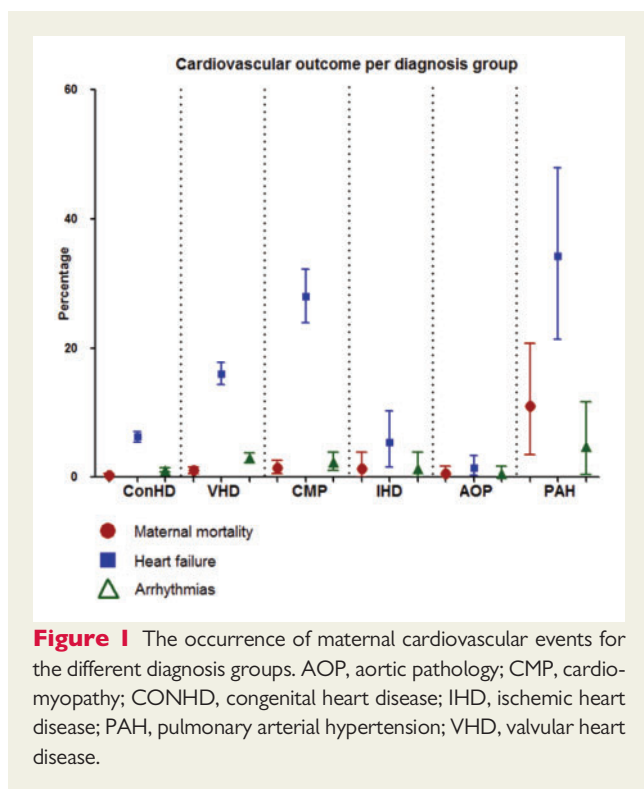 Cardiovascular outcome per diagnosis group
60
40
20
0
Percentage
ConHD VHD CMP IHD AOP PAH
Maternal mortality
Heart failure
Arrhythmias
Figure 1 The occurrence of maternal cardiovascular events for
the different diagnosis groups. AOP, aortic pathology; CMP, cardio-
myopathy; CONHD, congenital heart disease; IHD, ischemic heart
disease; PAH, pulmonary arterial hypertension; VHD, valvular heart
disease.